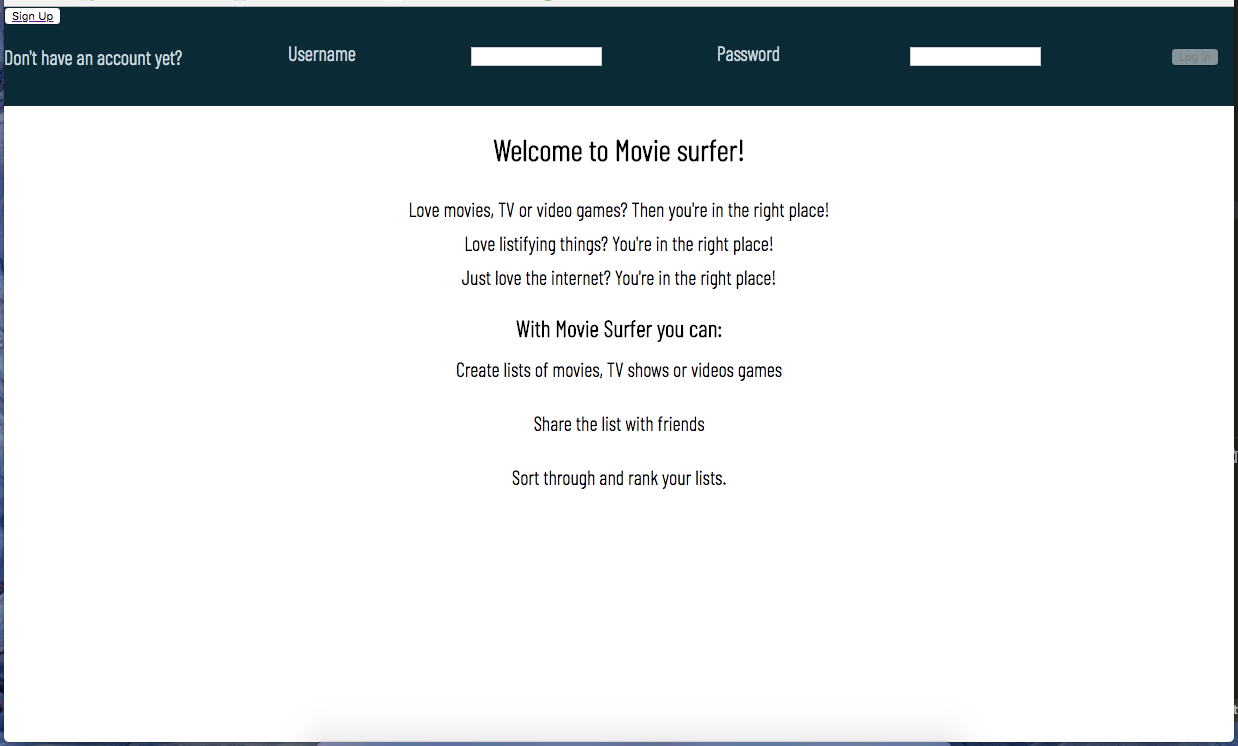 Sign Up
Don't have an account yet? Username Password Log in
Welcome to Movie surfer!
Love movies, TV or video games? Then you're in the right place!
Love listifying things? You're in the right place!
Just love the internet? You're in the right place!
With Movie Surfer you can:
Create lists of movies, TV shows or videos games
Share the list with friends
Sort through and rank your lists.